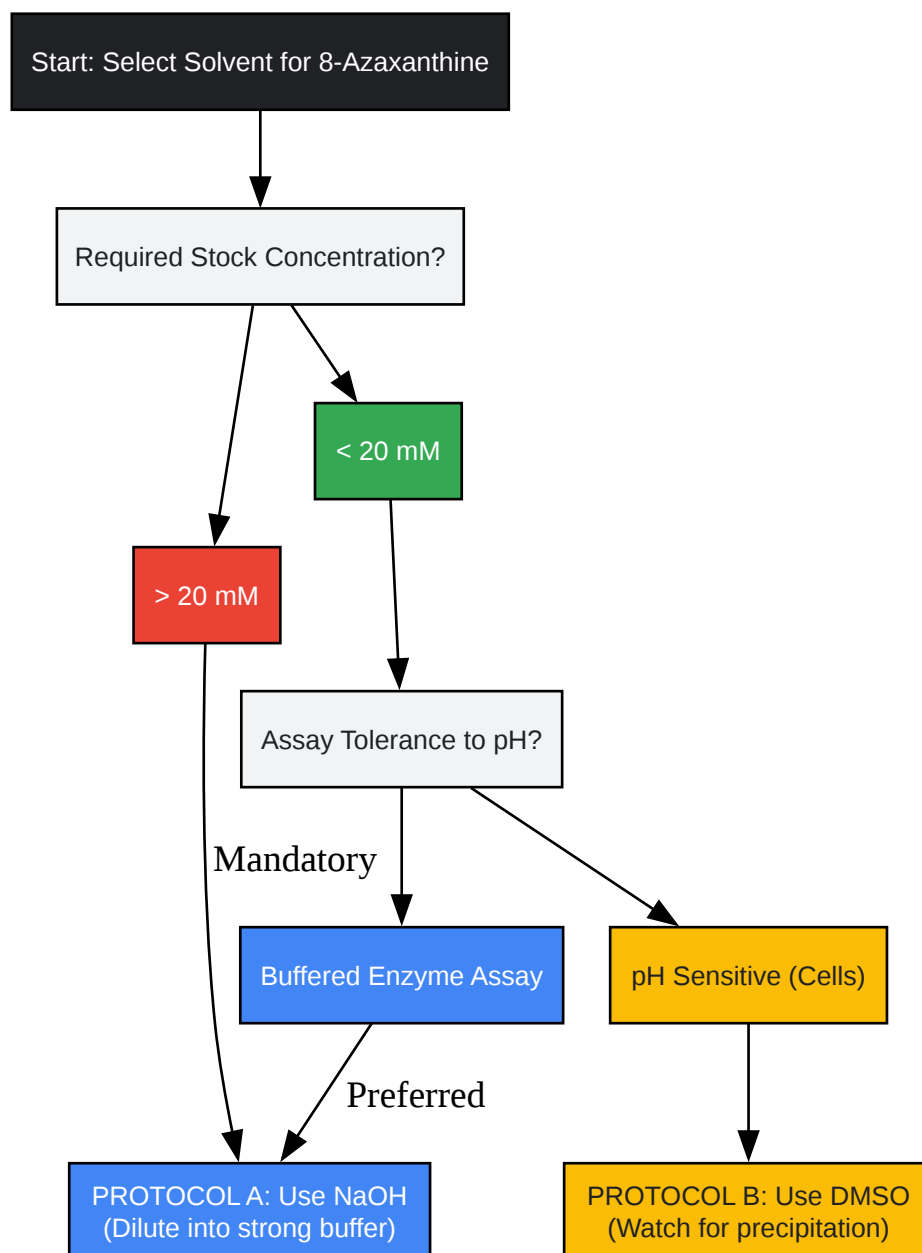 Start: Select Solvent for 8-Azaxanthine
Required Stock Concentration?
< 20 mM
> 20 mM
Assay Tolerance to pH?
Mandatory
Buffered Enzyme Assay
pH Sensitive (Cells)
Preferred
PROTOCOL A: Use NaOH
(Dilute into strong buffer)
PROTOCOL B: Use DMSO
(Watch for precipitation)